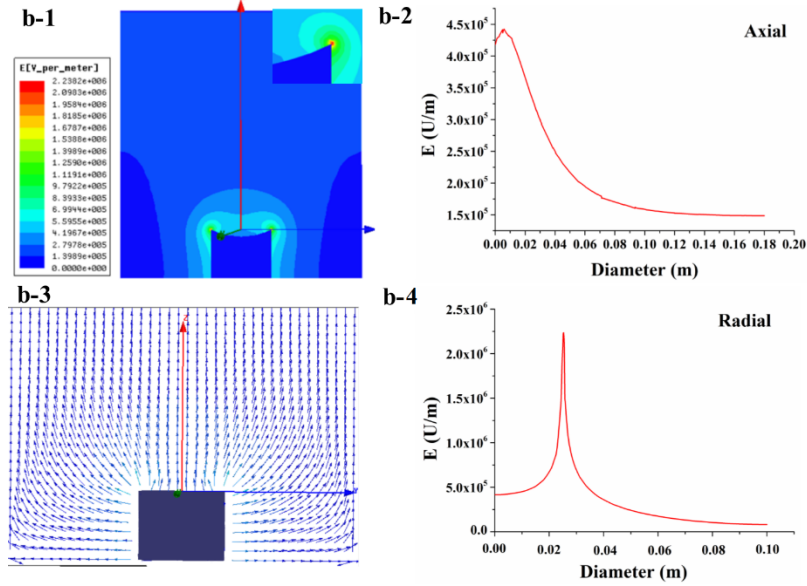 b-1
E[V_per_meter]
2.2382e+006
2.0983e+006
1.9584e+006
1.8185e+006
1.6787e+006
1.5388e+006
1.3989e+006
1.2590e+006
1.1191e+006
9.7922e+005
8.3933e+005
6.9944e+005
5.5955e+005
4.1967e+005
2.7978e+005
1.3989e+005
0.0000e+000
b-2
Axial
E (U/m)
4.5x10⁵
4.0x10⁵
3.5x10⁵
3.0x10⁵
2.5x10⁵
2.0x10⁵
1.5x10⁵
0.00 0.02 0.04 0.06 0.08 0.10 0.12 0.14 0.16 0.18 0.20
Diameter (m)
b-3
Z
b-4
Radial
E (U/m)
2.5x10⁶
2.0x10⁶
1.5x10⁶
1.0x10⁶
5.0x10⁵
0.0
0.00 0.02 0.04 0.06 0.08 0.10
Diameter (m)